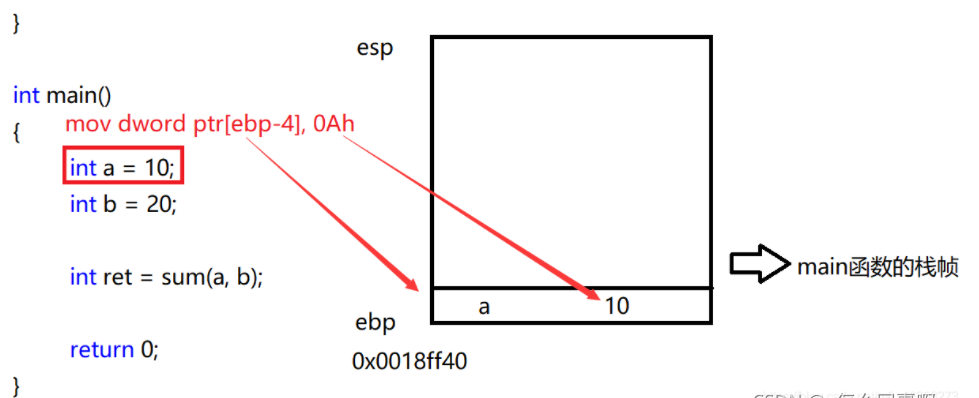 }
esp
int main()
{
mov dword ptr[ebp-4], 0Ah
int a = 10;
int b = 20;
main函数的栈帧
int ret = sum(a, b);
a 10
ebp
return 0;
0x0018ff40
}